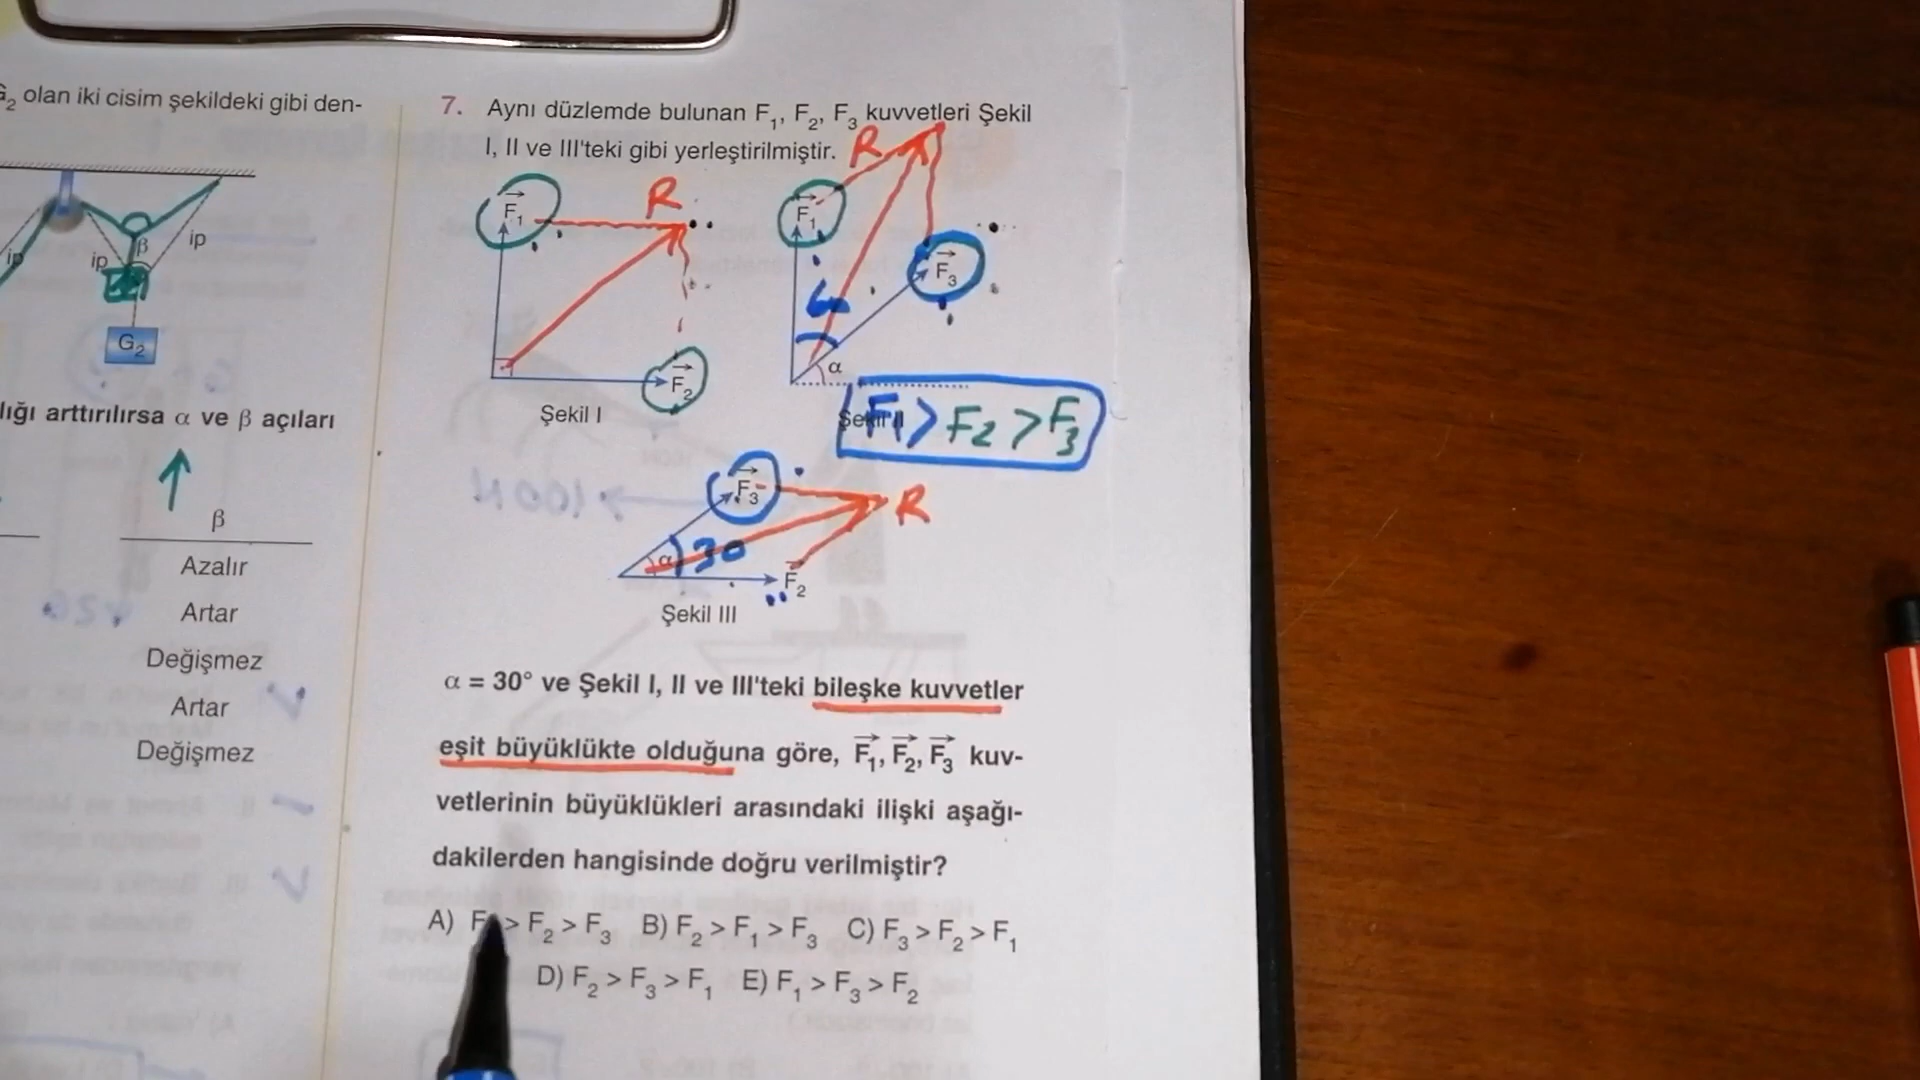 G₂ olan iki cisim şekildeki gibi den-
ip
ip
β
ip
G₂
lığı arttırılırsa α ve β açıları
β
Azalır
Artar
Değişmez
Artar
Değişmez
7. Aynı düzlemde bulunan F₁, F₂, F₃ kuvvetleri Şekil
I, II ve III'teki gibi yerleştirilmiştir.
R
R
F₁
F₂
Şekil I
F₁
F₃
α
Şekil II
F₁ > F₂ > F₃
F₃
R
α
30
F₂
Şekil III
α = 30° ve Şekil I, II ve III'teki bileşke kuvvetler
eşit büyüklükte olduğuna göre, F₁, F₂, F₃ kuv-
vetlerinin büyüklükleri arasındaki ilişki aşağı-
dakilerden hangisinde doğru verilmiştir?
A) F > F₂ > F₃ B) F₂ > F₁ > F₃ C) F₃ > F₂ > F₁
D) F₂ > F₃ > F₁ E) F₁ > F₃ > F₂